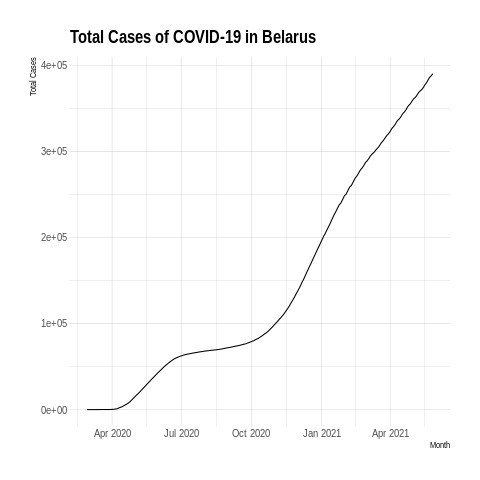 Total Cases of COVID-19 in Belarus
Total Cases
4e+05
3e+05
2e+05
1e+05
0e+00
Apr 2020 Jul 2020 Oct 2020 Jan 2021 Apr 2021
Month